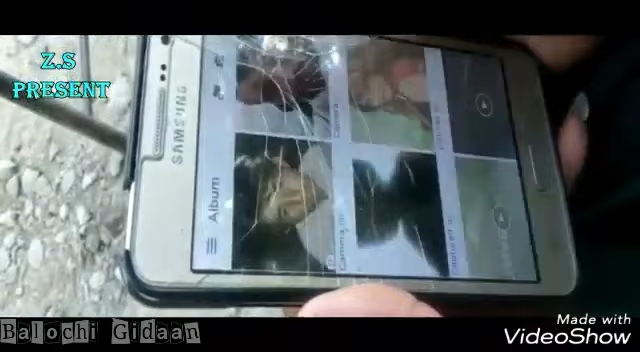 Z.S
PRESENT
SAMSUNG
Album
Camera
Balochi Gidaan
Made with
VideoShow